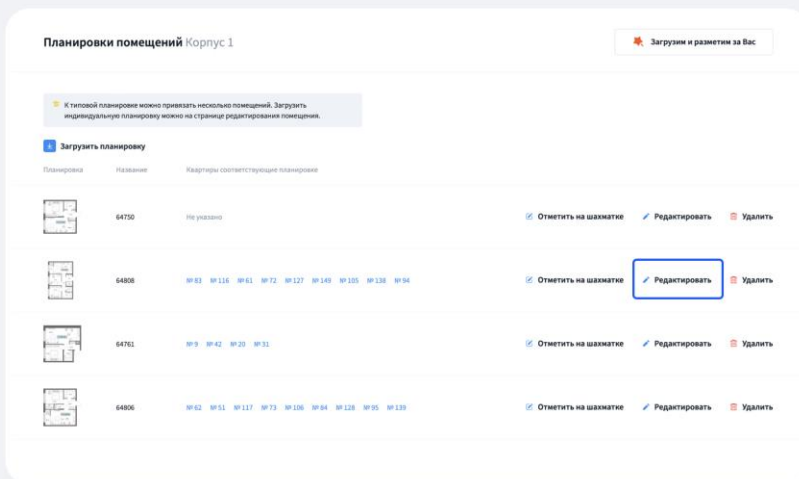 Планировки помещений Корпус 1
Загрузим и разметим за Вас
К типовой планировке можно привязать несколько помещений. Загрузить
индивидуальную планировку можно на странице редактирования помещения.
Загрузить планировку
Планировка Название Квартиры соответствующие планировке
64750 Не указано Отметить на шахматке Редактировать Удалить
64808 № 83 № 116 № 61 № 72 № 127 № 149 № 105 № 138 № 94 Отметить на шахматке Редактировать Удалить
64761 № 9 № 42 № 20 № 31 Отметить на шахматке Редактировать Удалить
64806 № 62 № 51 № 117 № 73 № 106 № 84 № 128 № 95 № 139 Отметить на шахматке Редактировать Удалить